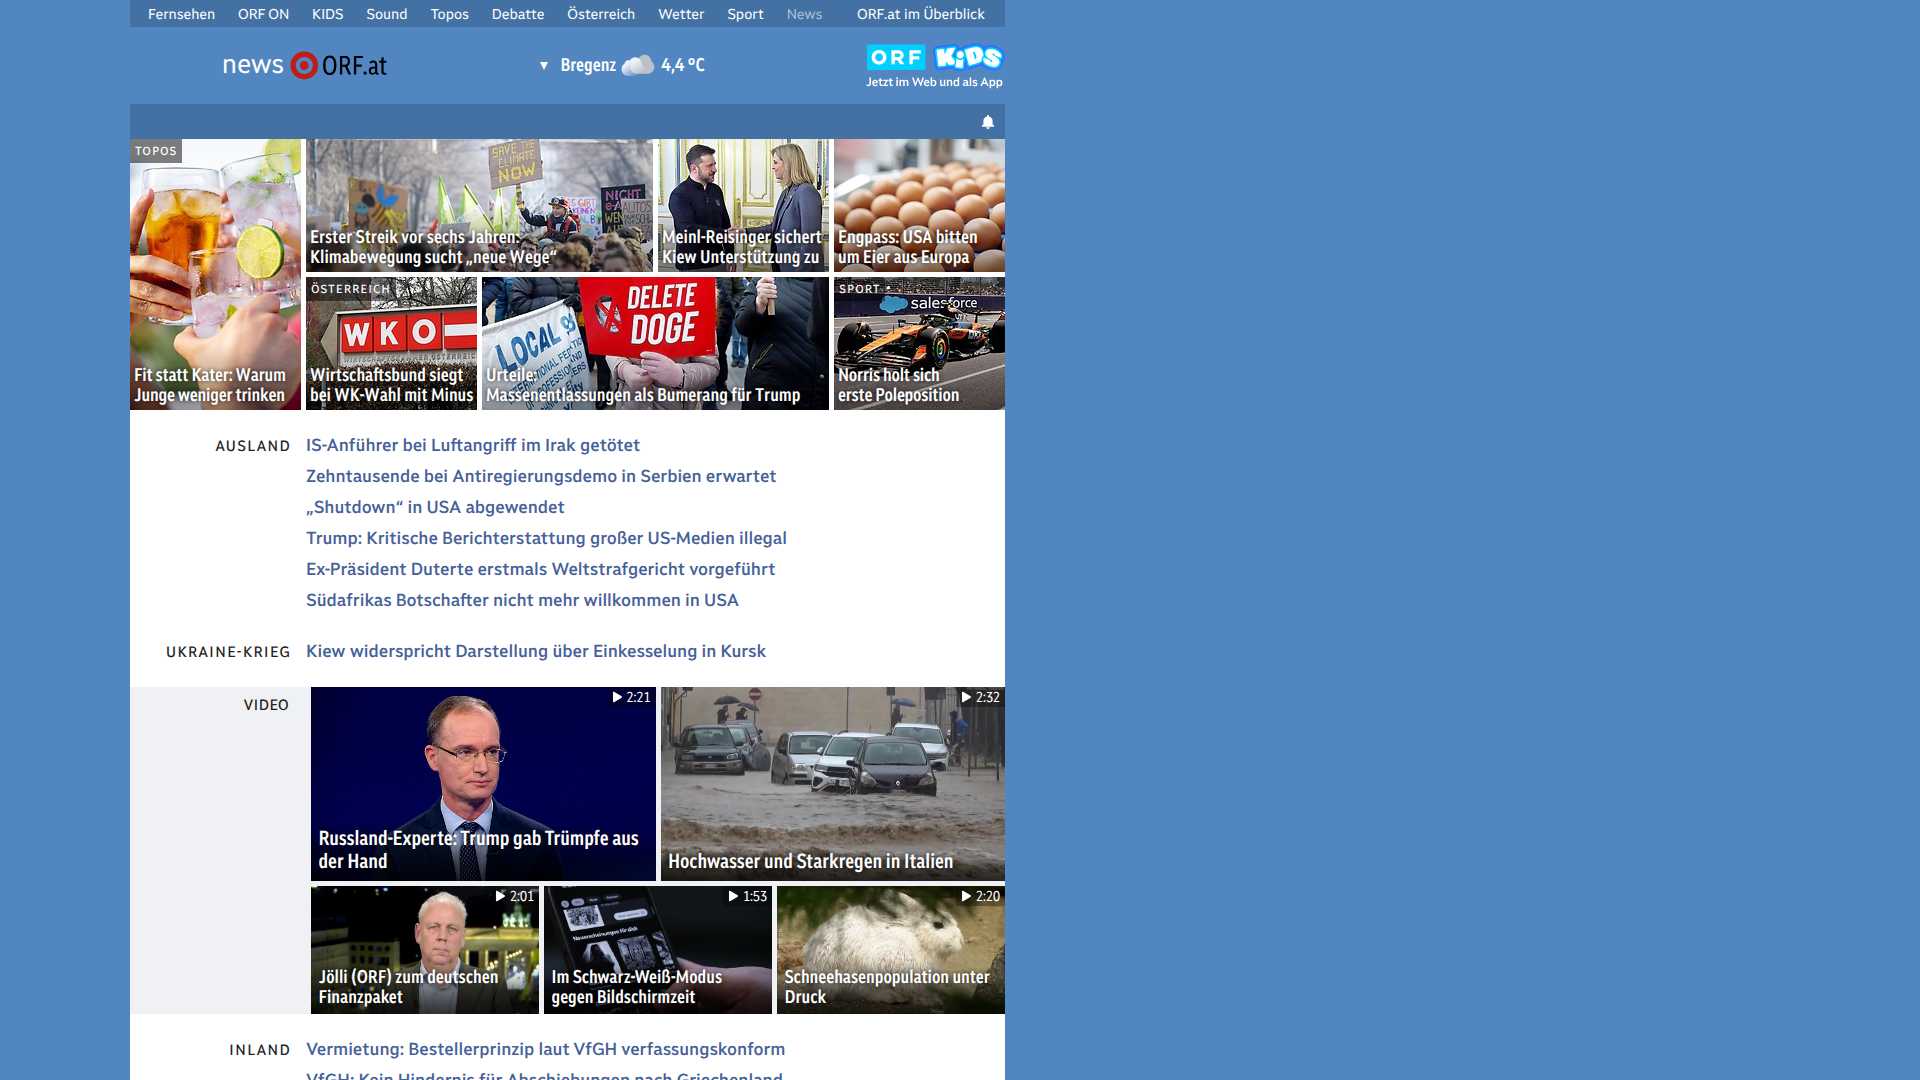 Fernsehen ORF ON KIDS Sound Topos Debatte Österreich Wetter Sport News ORF.at im Überblick
news ORF.at
Bregenz 4,4 °C
ORF KIDS
Jetzt im Web und als App
TOPOS
Fit statt Kater: Warum
Junge weniger trinken
SAVE THE
CLIMATE
NOW
NICHT
Erster Streik vor sechs Jahren:
Klimabewegung sucht „neue Wege“
Meinl-Reisinger sichert
Kiew Unterstützung zu
Engpass: USA bitten
um Eier aus Europa
ÖSTERREICH
WKO
Wirtschaftsbund siegt
bei WK-Wahl mit Minus
DELETE
DOGE
LOCAL
Urteile:
Massenentlassungen als Bumerang für Trump
SPORT
salesforce
Norris holt sich
erste Poleposition
AUSLAND
IS-Anführer bei Luftangriff im Irak getötet
Zehntausende bei Antiregierungsdemo in Serbien erwartet
„Shutdown“ in USA abgewendet
Trump: Kritische Berichterstattung großer US-Medien illegal
Ex-Präsident Duterte erstmals Weltstrafgericht vorgeführt
Südafrikas Botschafter nicht mehr willkommen in USA
UKRAINE-KRIEG
Kiew widerspricht Darstellung über Einkesselung in Kursk
VIDEO
2:21
Russland-Experte: Trump gab Trümpfe aus
der Hand
2:32
Hochwasser und Starkregen in Italien
2:01
Jölli (ORF) zum deutschen
Finanzpaket
1:53
Im Schwarz-Weiß-Modus
gegen Bildschirmzeit
2:20
Schneehasenpopulation unter
Druck
INLAND
Vermietung: Bestellerprinzip laut VfGH verfassungskonform
VfGH: Kein Hindernis für Abschiebungen nach Griechenland